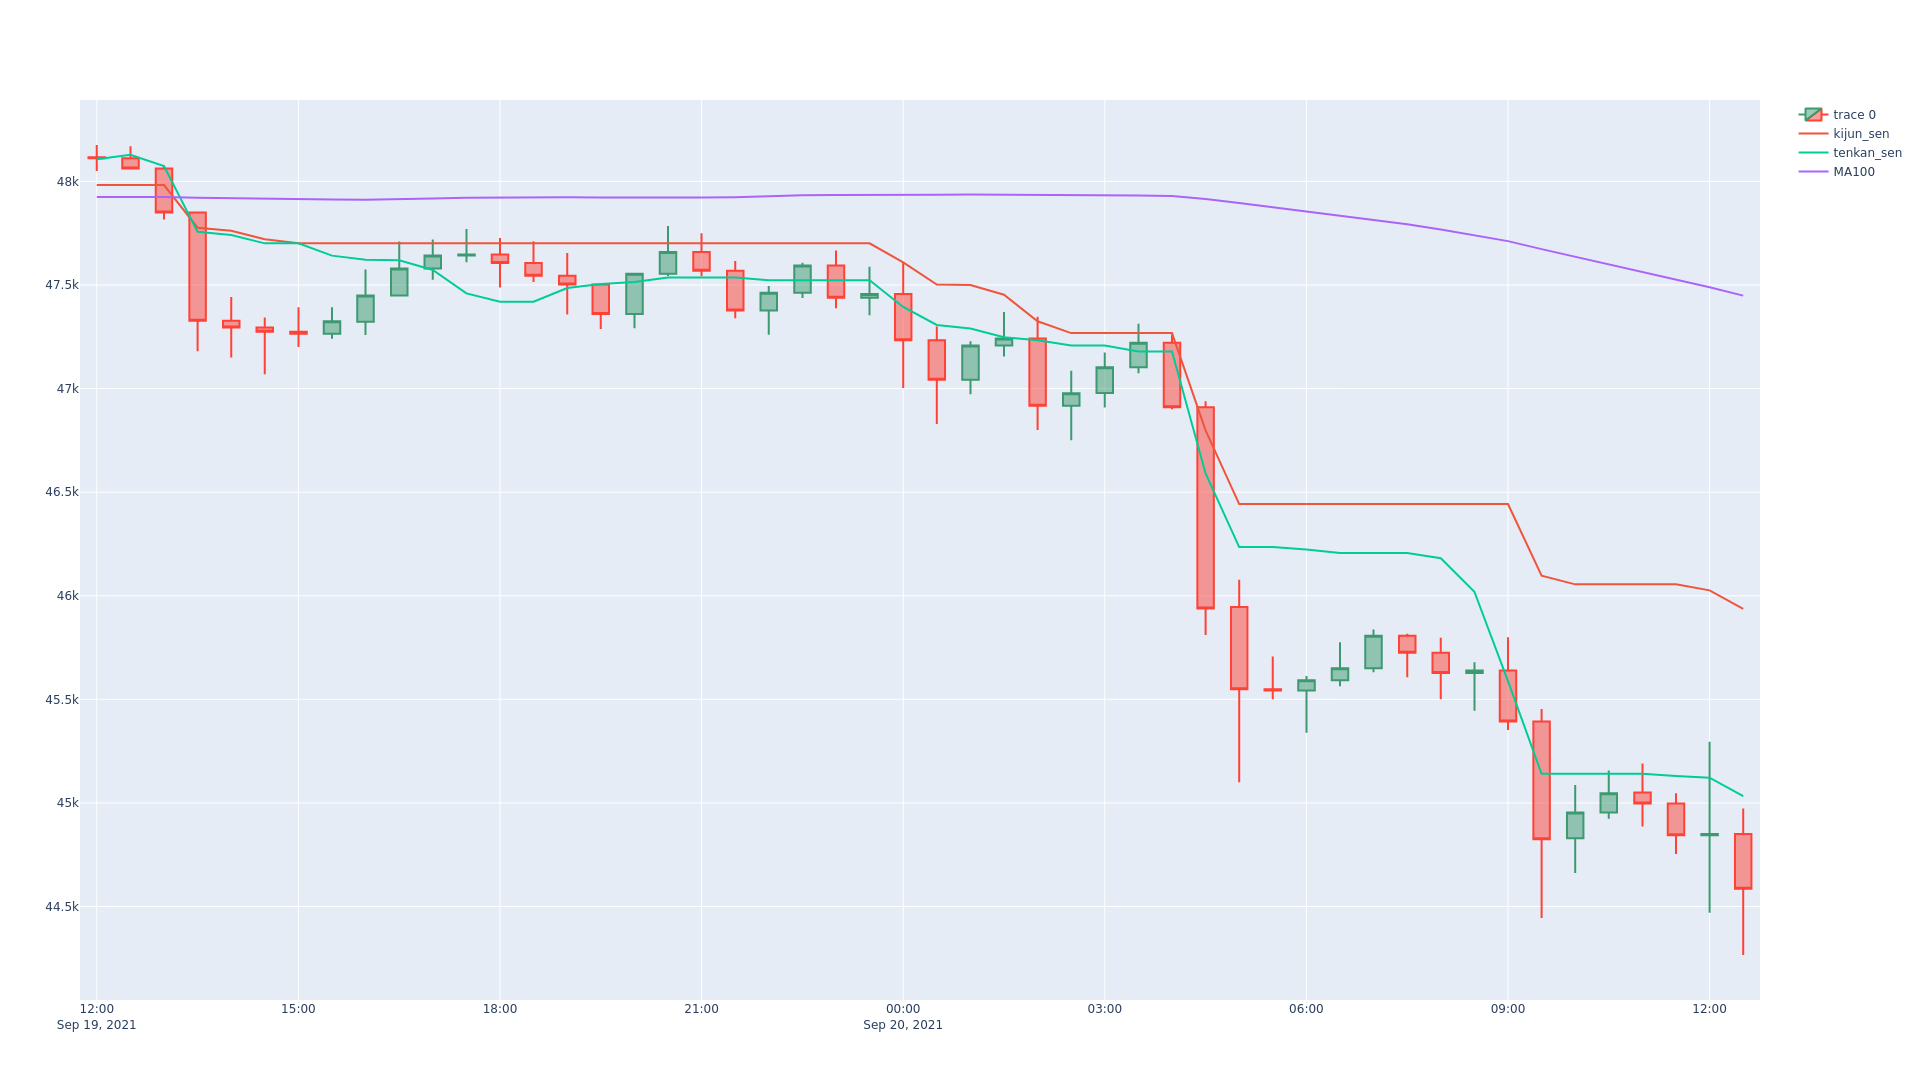 trace 0
kijun_sen
tenkan_sen
MA100
48k
47.5k
47k
46.5k
46k
45.5k
45k
44.5k
12:00 15:00 18:00 21:00 00:00 03:00 06:00 09:00 12:00
Sep 19, 2021 Sep 20, 2021